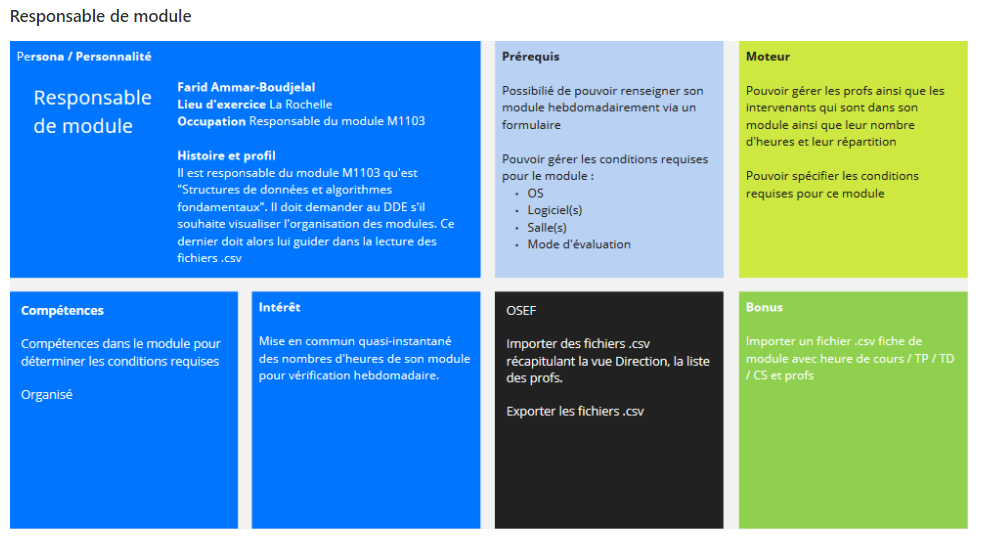 Responsable de module
Persona / Personnalité
Responsable
de module
Farid Ammar-Boudjelal
Lieu d'exercice La Rochelle
Occupation Responsable du module M1103
Histoire et profil
Il est responsable du module M1103 qu'est
"Structures de données et algorithmes
fondamentaux". Il doit demander au DDE s'il
souhaite visualiser l'organisation des modules. Ce
dernier doit alors lui guider dans la lecture des
fichiers .csv
Prérequis
Possibilié de pouvoir renseigner son
module hebdomadairement via un
formulaire
Pouvoir gérer les conditions requises
pour le module :
• OS
• Logiciel(s)
• Salle(s)
• Mode d'évaluation
Moteur
Pouvoir gérer les profs ainsi que les
intervenants qui sont dans son
module ainsi que leur nombre
d'heures et leur répartition
Pouvoir spécifier les conditions
requises pour ce module
Compétences
Compétences dans le module pour
déterminer les conditions requises
Organisé
Intérêt
Mise en commun quasi-instantané
des nombres d'heures de son module
pour vérification hebdomadaire.
OSEF
Importer des fichiers .csv
récapitulant la vue Direction, la liste
des profs.
Exporter les fichiers .csv
Bonus
Importer un fichier .csv fiche de
module avec heure de cours / TP / TD
/ CS et profs